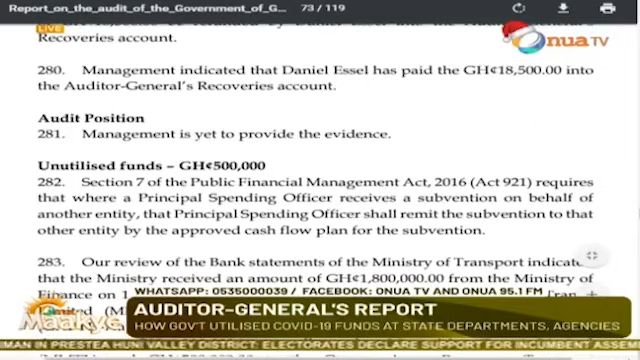 Report_on_the_audit_of_the_Government_of_G...
73 / 119
LIVE
ONUA TV
Recoveries account.
280. Management indicated that Daniel Essel has paid the GH¢18,500.00 into
the Auditor-General's Recoveries account.
Audit Position
281. Management is yet to provide the evidence.
Unutilised funds – GH¢500,000
282. Section 7 of the Public Financial Management Act, 2016 (Act 921) requires
that where a Principal Spending Officer receives a subvention on behalf of
another entity, that Principal Spending Officer shall remit the subvention to that
other entity by the approved cash flow plan for the subvention.
283. Our review of the Bank statements of the Ministry of Transport indicated
that the Ministry received an amount of GH¢1,800,000.00 from the Ministry of
Finance on 1
WHATSAPP: 0535000039 / FACEBOOK: ONUA TV AND ONUA 95.1 FM
Maakye
AUDITOR-GENERAL'S REPORT
HOW GOV'T UTILISED COVID-19 FUNDS AT STATE DEPARTMENTS, AGENCIES
MAN IN PRESTEA HUNI VALLEY DISTRICT: ELECTORATES DECLARE SUPPORT FOR INCUMBENT ASSEM